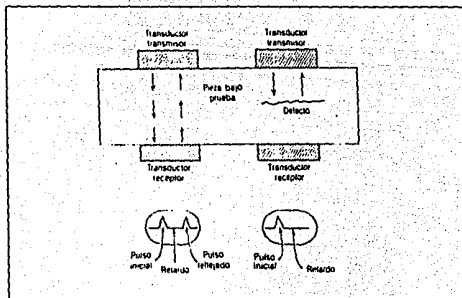 Transductor
transmisor
Transductor
transmisor
Pieza bajo
prueba
Defecto
Transductor
receptor
Transductor
receptor
Pulso
inicial
Retardo
Pulso
reflejado
Pulso
inicial
Retardo